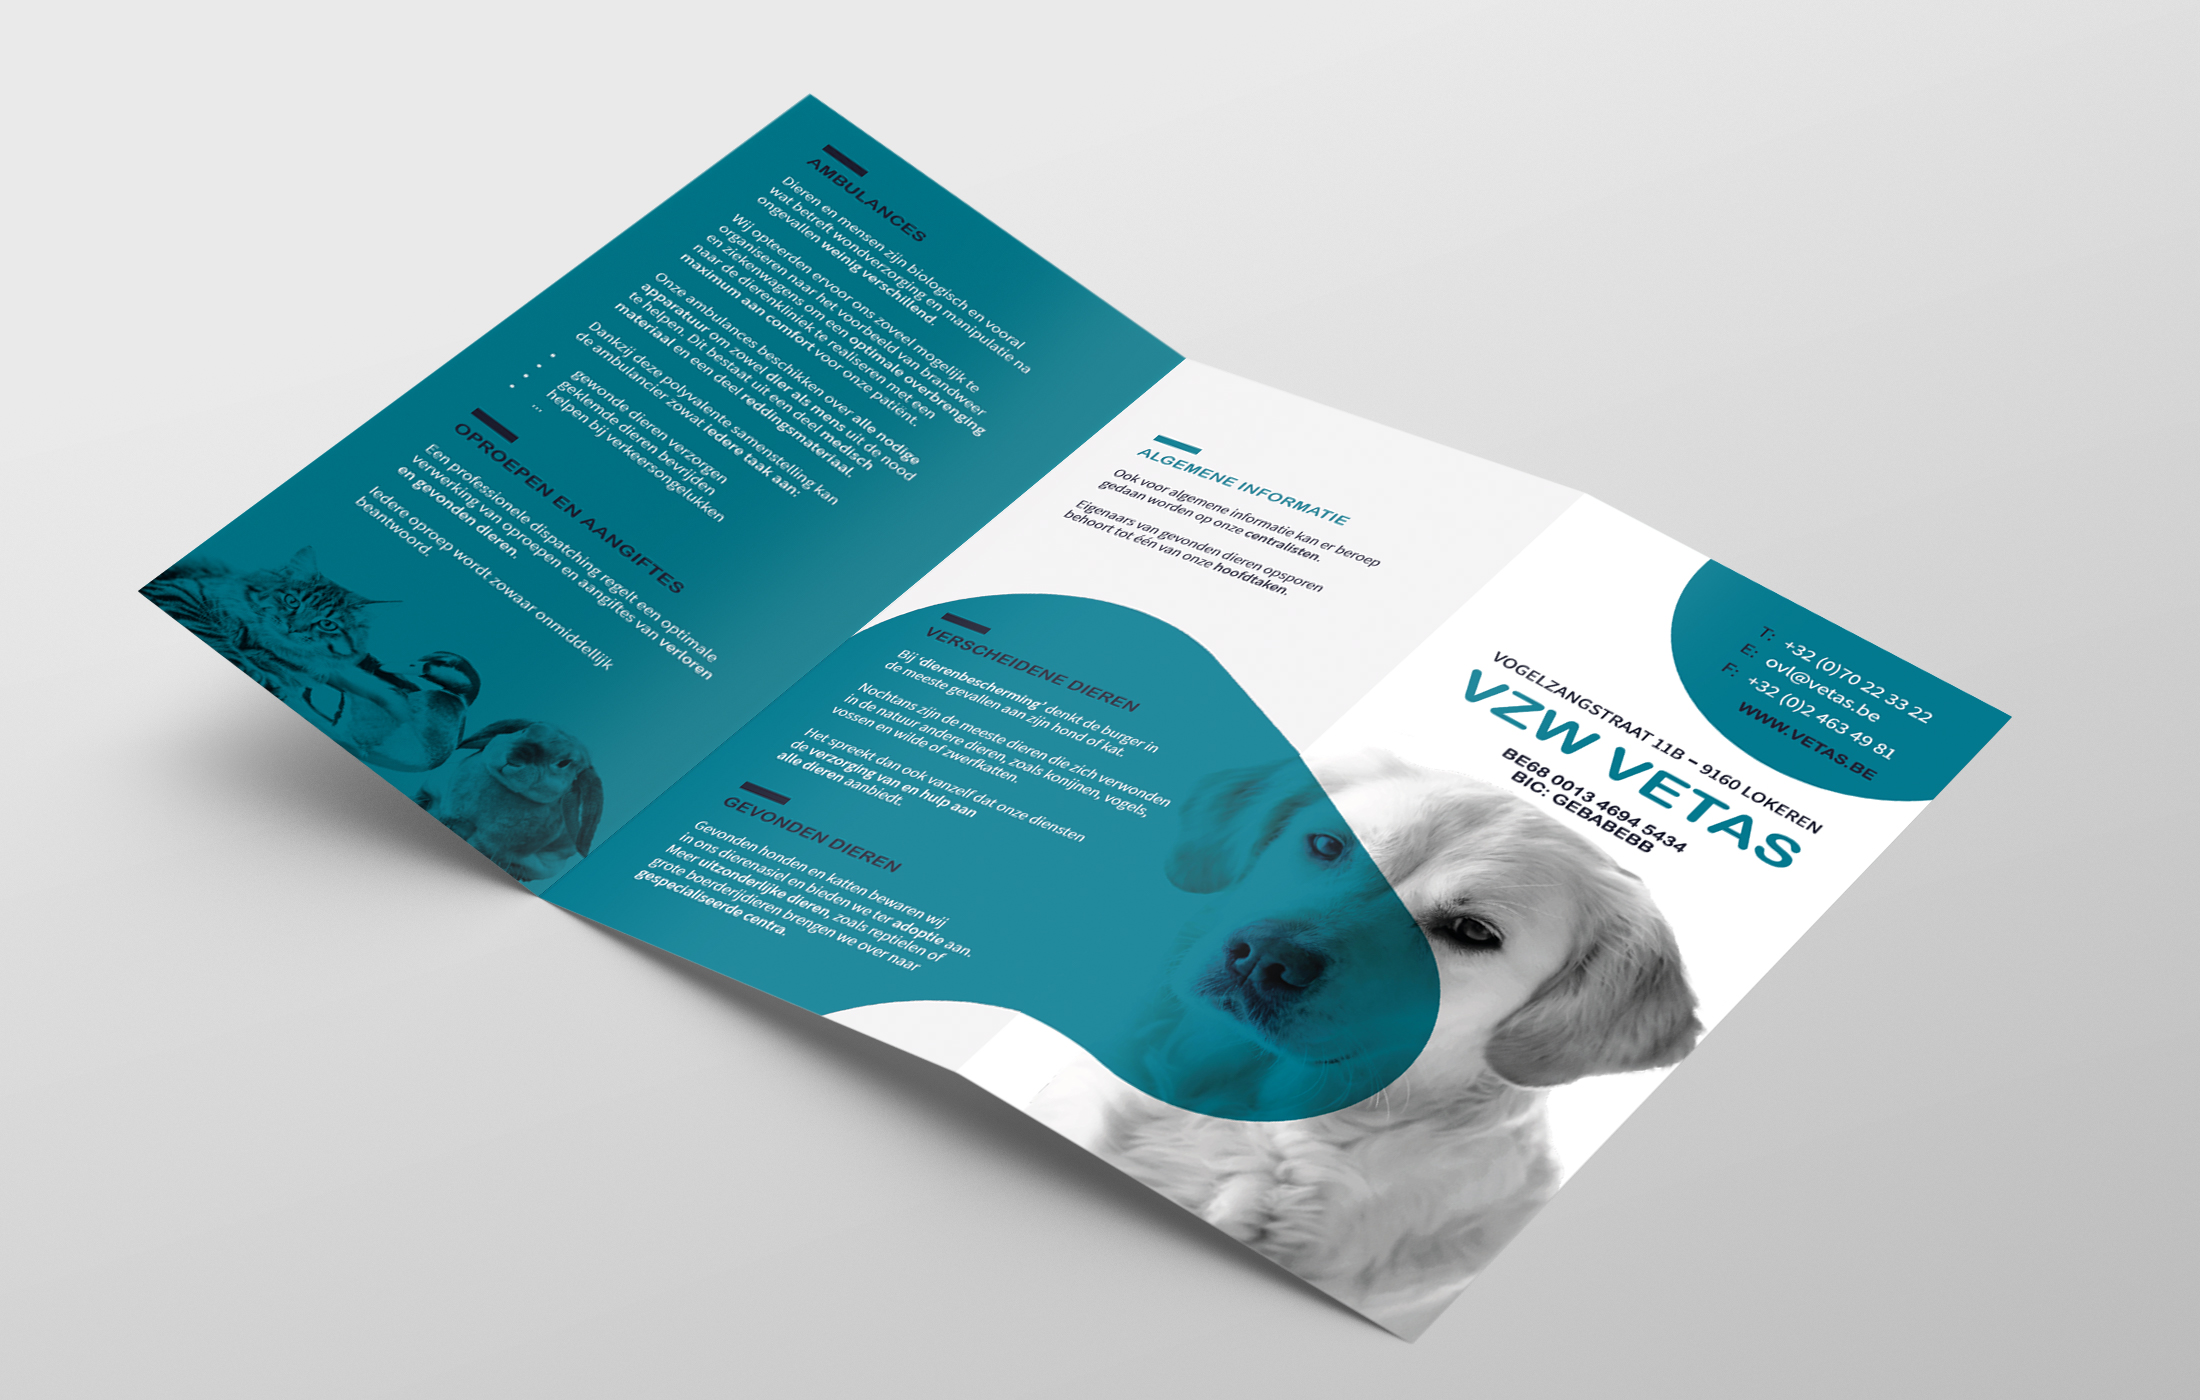 AMBULANCES
Dieren en mensen zijn biologisch en vooral
wat betreft wondverzorging en manipulatie na
ongevallen weinig verschillend.
Wij opteerden ervoor ons zoveel mogelijk te
organiseren naar het voorbeeld van brandweer
en ziekenwagens om een optimale overbrenging
naar de dierenkliniek te realiseren met een
maximum aan comfort voor onze patiënt.
Onze ambulances beschikken over alle nodige
apparatuur om zowel dier als mens uit de nood
te helpen. Dit bestaat uit een deel medisch
materiaal en een deel reddingsmateriaal.
Dankzij deze polyvalente samenstelling kan
de ambulancier zowat iedere taak aan:
• gewonde dieren verzorgen
• geklemde dieren bevrijden
• helpen bij verkeersongelukken
• ...
OPROEPEN EN AANGIFTES
Een professionele dispatching regelt een optimale
verwerking van oproepen en aangiftes van verloren
en gevonden dieren.
Iedere oproep wordt zowaar onmiddellijk
beantwoord.
ALGEMENE INFORMATIE
Ook voor algemene informatie kan er beroep
gedaan worden op onze centralisten.
Eigenaars van gevonden dieren opsporen
behoort tot één van onze hoofdtaken.
VERSCHEIDENE DIEREN
Bij ‘dierenbescherming’ denkt de burger in
de meeste gevallen aan zijn hond of kat.
Nochtans zijn de meeste dieren die zich verwonden
in de natuur andere dieren, zoals konijnen, vogels,
vossen en wilde of zwerfkatten.
Het spreekt dan ook vanzelf dat onze diensten
de verzorging van en hulp aan
alle dieren aanbiedt.
GEVONDEN DIEREN
Gevonden honden en katten bewaren wij
in ons dierenasiel en bieden we ter adoptie aan.
Meer uitzonderlijke dieren, zoals reptielen of
grote boerderijdieren brengen we over naar
gespecialiseerde centra.
T: +32 (0)70 22 33 22
E: ovl@vetas.be
F: +32 (0)2 463 49 81
WWW.VETAS.BE
VOGELZANGSTRAAT 11B – 9160 LOKEREN
VZW VETAS
BE68 0013 4694 5434
BIC: GEBABEBB